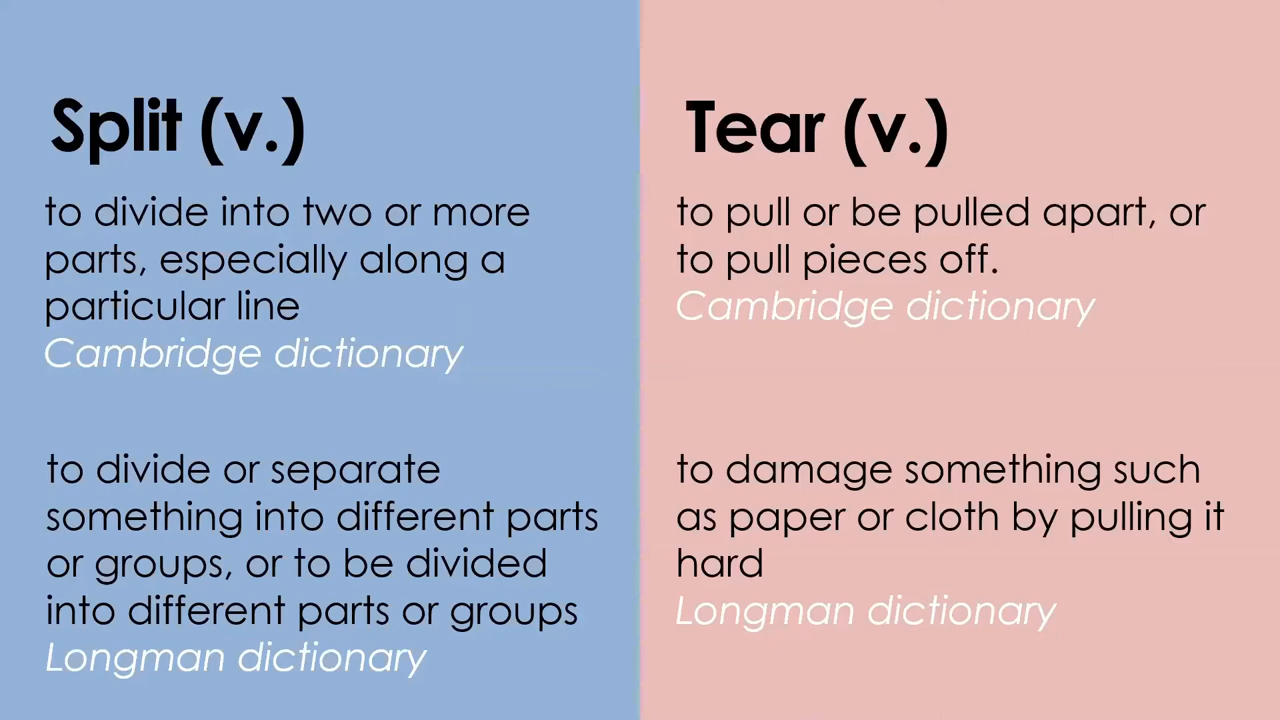 Split (v.)
to divide into two or more
parts, especially along a
particular line
Cambridge dictionary
to divide or separate
something into different parts
or groups, or to be divided
into different parts or groups
Longman dictionary
Tear (v.)
to pull or be pulled apart, or
to pull pieces off.
Cambridge dictionary
to damage something such
as paper or cloth by pulling it
hard
Longman dictionary